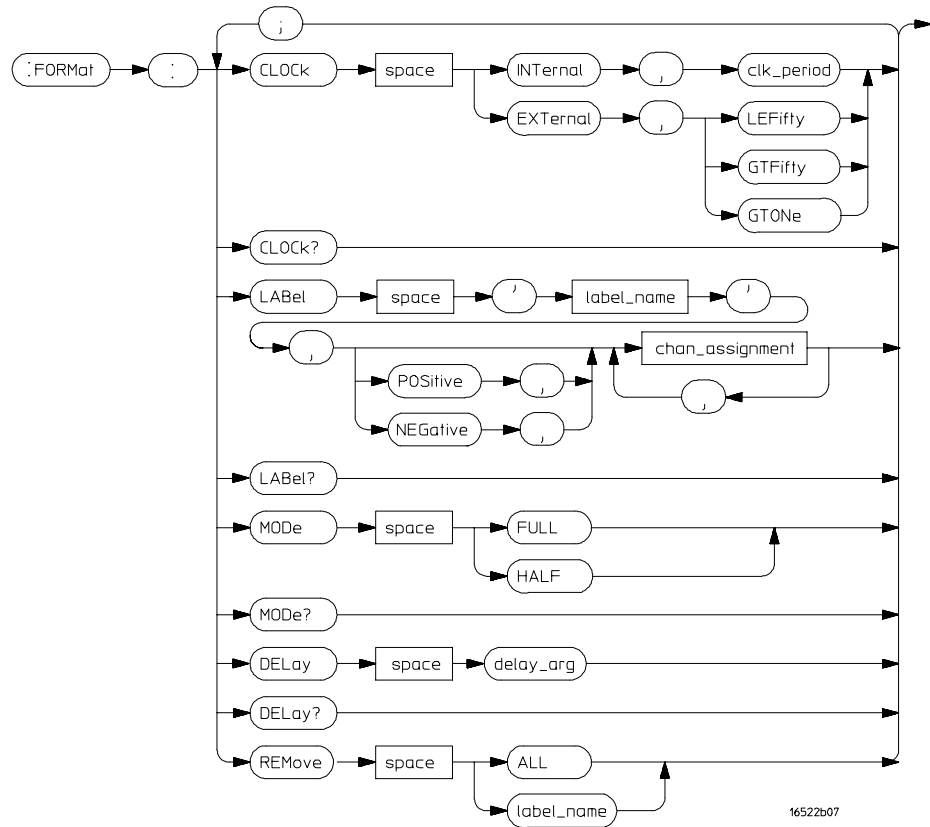 ;
:FORMat : CLOCk space INTernal , clk_period
EXTernal , LEFifty
GTFifty
GTONe
CLOCk?
LABel space ' label_name '
, chan_assignment
POSitive , ,
NEGative ,
LABel?
MODe space FULL
HALF
MODe?
DELay space delay_arg
DELay?
REMove space ALL
label_name
16522b07